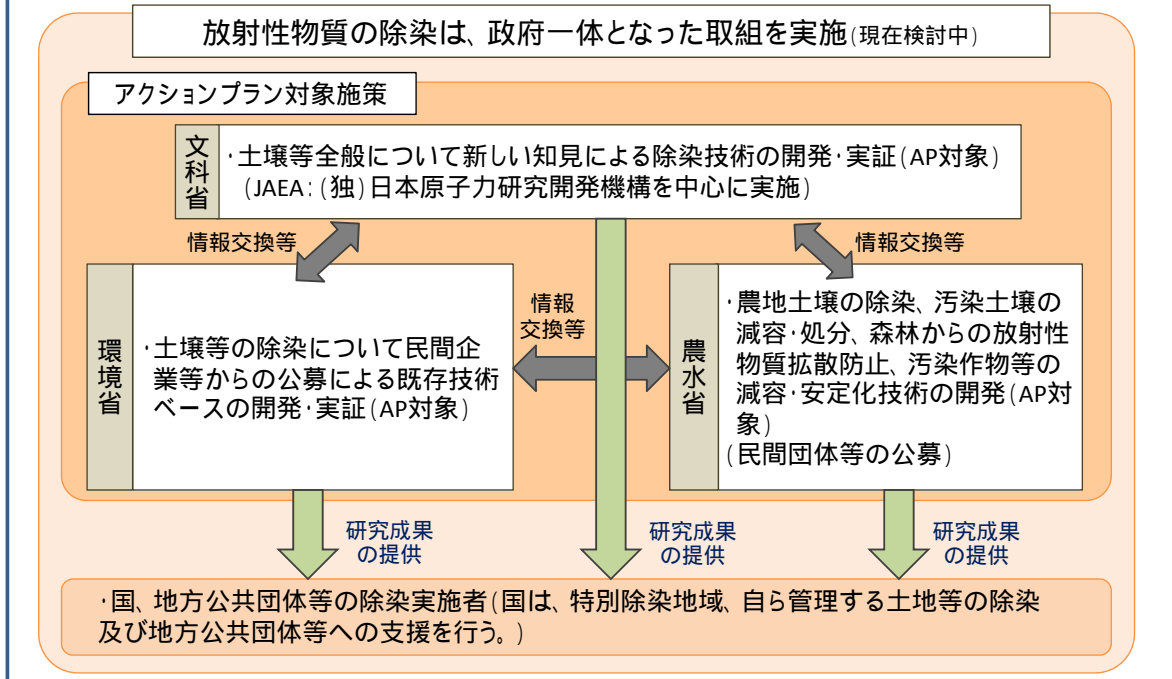 放射性物質の除染は、政府一体となった取組を実施(現在検討中)
アクションプラン対象施策
文科省
・土壌等全般について新しい知見による除染技術の開発・実証(AP対象)
(JAEA:(独)日本原子力研究開発機構を中心に実施)
情報交換等
情報交換等
環境省
・土壌等の除染について民間企
業等からの公募による既存技術
ベースの開発・実証(AP対象)
情報
交換等
農水省
・農地土壌の除染、汚染土壌の
減容・処分、森林からの放射性
物質拡散防止、汚染作物等の
減容・安定化技術の開発(AP対
象)
(民間団体等の公募)
研究成果
の提供
研究成果
の提供
研究成果
の提供
・国、地方公共団体等の除染実施者(国は、特別除染地域、自ら管理する土地等の除染
及び地方公共団体等への支援を行う。)